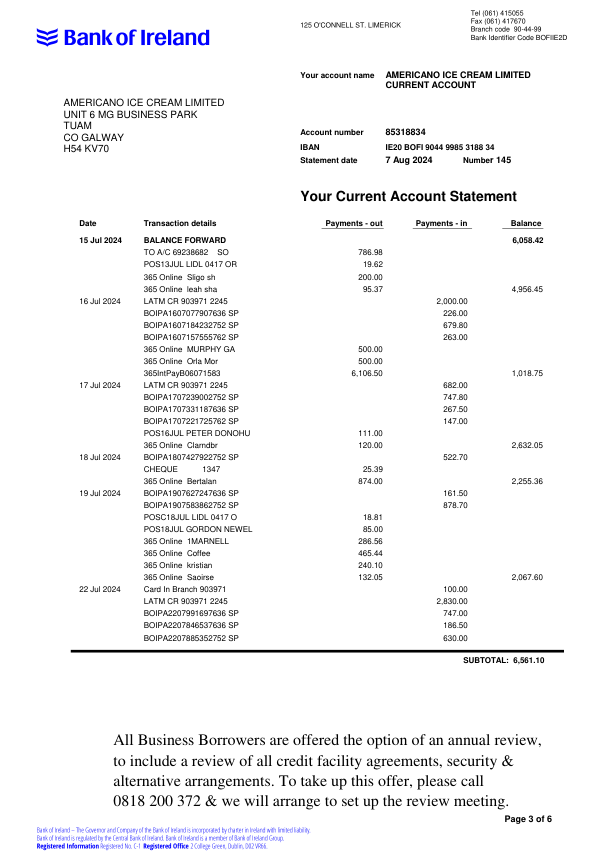 Bank of Ireland
125 O'CONNELL ST. LIMERICK
Tel (061) 415055
Fax (061) 417670
Branch code 90-44-99
Bank Identifier Code BOFIIE2D
Your account name AMERICANO ICE CREAM LIMITED
CURRENT ACCOUNT
AMERICANO ICE CREAM LIMITED
UNIT 6 MG BUSINESS PARK
TUAM
CO GALWAY
H54 KV70
Account number 85318834
IBAN IE20 BOFI 9044 9985 3188 34
Statement date 7 Aug 2024 Number 145
Your Current Account Statement
Date Transaction details Payments - out Payments - in Balance
15 Jul 2024 BALANCE FORWARD 6,058.42
TO A/C 69238682 SO 786.98
POS13JUL LIDL 0417 OR 19.62
365 Online Sligo sh 200.00
365 Online leah sha 95.37 4,956.45
16 Jul 2024 LATM CR 903971 2245 2,000.00
BOIPA1607077907636 SP 226.00
BOIPA1607184232752 SP 679.80
BOIPA1607157555762 SP 263.00
365 Online MURPHY GA 500.00
365 Online Orla Mor 500.00
365IntPayB06071583 6,106.50 1,018.75
17 Jul 2024 LATM CR 903971 2245 682.00
BOIPA1707239002752 SP 747.80
BOIPA1707331187636 SP 267.50
BOIPA1707221725762 SP 147.00
POS16JUL PETER DONOHU 111.00
365 Online Clarndbr 120.00 2,632.05
18 Jul 2024 BOIPA1807427922752 SP 522.70
CHEQUE 1347 25.39
365 Online Bertalan 874.00 2,255.36
19 Jul 2024 BOIPA1907627247636 SP 161.50
BOIPA1907583862752 SP 878.70
POSC18JUL LIDL 0417 O 18.81
POS18JUL GORDON NEWEL 85.00
365 Online 1MARNELL 286.56
365 Online Coffee 465.44
365 Online kristian 240.10
365 Online Saoirse 132.05 2,067.60
22 Jul 2024 Card In Branch 903971 100.00
LATM CR 903971 2245 2,830.00
BOIPA2207991697636 SP 747.00
BOIPA2207846537636 SP 186.50
BOIPA2207885352752 SP 630.00
SUBTOTAL: 6,561.10
All Business Borrowers are offered the option of an annual review,
to include a review of all credit facility agreements, security &
alternative arrangements. To take up this offer, please call
0818 200 372 & we will arrange to set up the review meeting.
Page 3 of 6
Bank of Ireland – The Governor and Company of the Bank of Ireland is incorporated by charter in Ireland with limited liability.
Bank of Ireland is regulated by the Central Bank of Ireland. Bank of Ireland is a member of Bank of Ireland Group.
Registered Information Registered No. C-1 Registered Office 2 College Green, Dublin, D02 VR66.